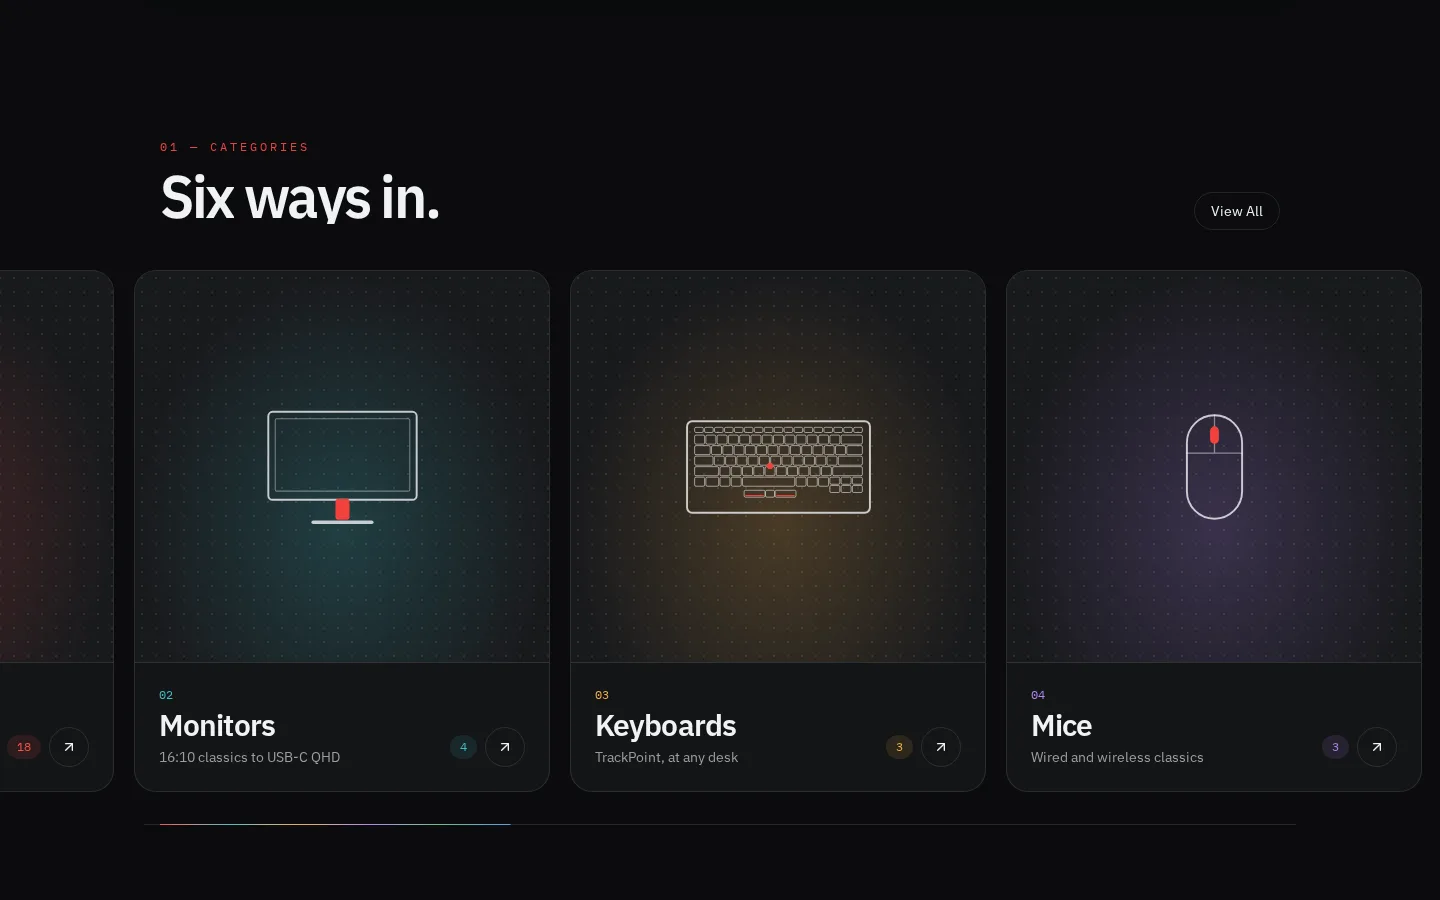 01 — CATEGORIES
Six ways in.
View All
18
02
Monitors
16:10 classics to USB-C QHD
4
03
Keyboards
TrackPoint, at any desk
3
04
Mice
Wired and wireless classics
3